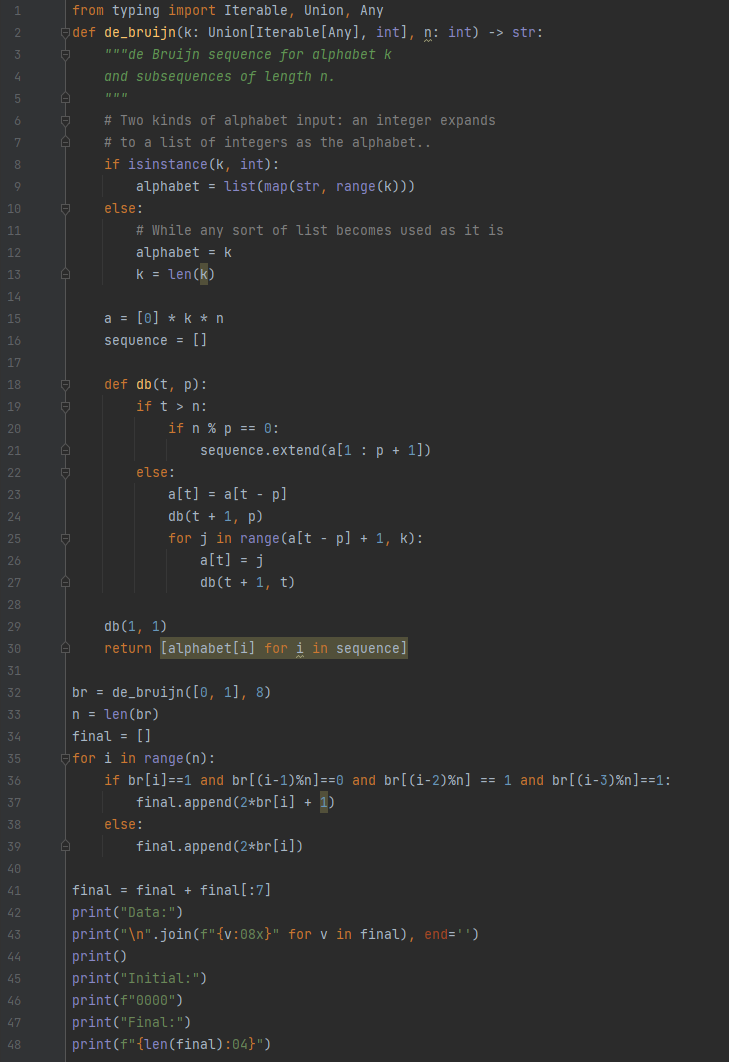 1 from typing import Iterable, Union, Any
2 def de_bruijn(k: Union[Iterable[Any], int], n: int) -> str:
3     """de Bruijn sequence for alphabet k
4     and subsequences of length n.
5     """
6     # Two kinds of alphabet input: an integer expands
7     # to a list of integers as the alphabet..
8     if isinstance(k, int):
9         alphabet = list(map(str, range(k)))
10     else:
11         # While any sort of list becomes used as it is
12         alphabet = k
13         k = len(k)
14
15     a = [0] * k * n
16     sequence = []
17
18     def db(t, p):
19         if t > n:
20             if n % p == 0:
21                 sequence.extend(a[1 : p + 1])
22         else:
23             a[t] = a[t - p]
24             db(t + 1, p)
25             for j in range(a[t - p] + 1, k):
26                 a[t] = j
27                 db(t + 1, t)
28
29     db(1, 1)
30     return [alphabet[i] for i in sequence]
31
32 br = de_bruijn([0, 1], 8)
33 n = len(br)
34 final = []
35 for i in range(n):
36     if br[i]==1 and br[(i-1)%n]==0 and br[(i-2)%n] == 1 and br[(i-3)%n]==1:
37         final.append(2*br[i] + 1)
38     else:
39         final.append(2*br[i])
40
41 final = final + final[:7]
42 print("Data:")
43 print("\n".join(f"{v:08x}" for v in final), end='')
44 print()
45 print("Initial:")
46 print(f"0000")
47 print("Final:")
48 print(f"{len(final):04}")